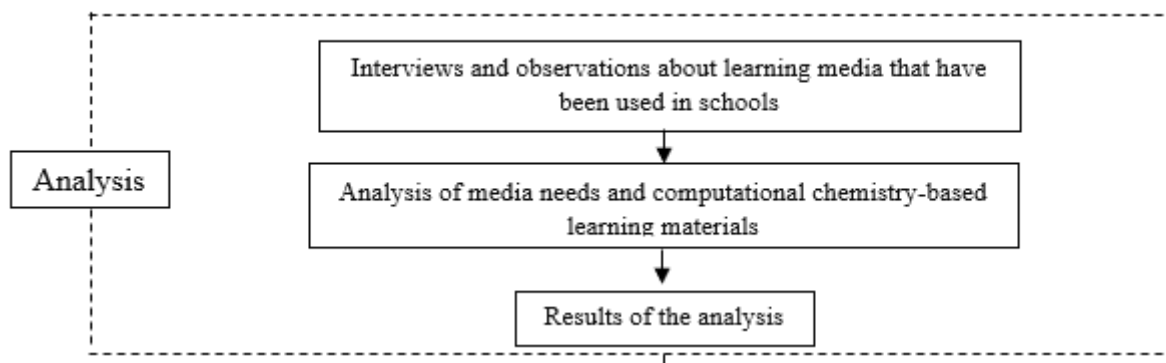 Interviews and observations about learning media that have
been used in schools
Analysis
Analysis of media needs and computational chemistry-based
learning materials
Results of the analysis